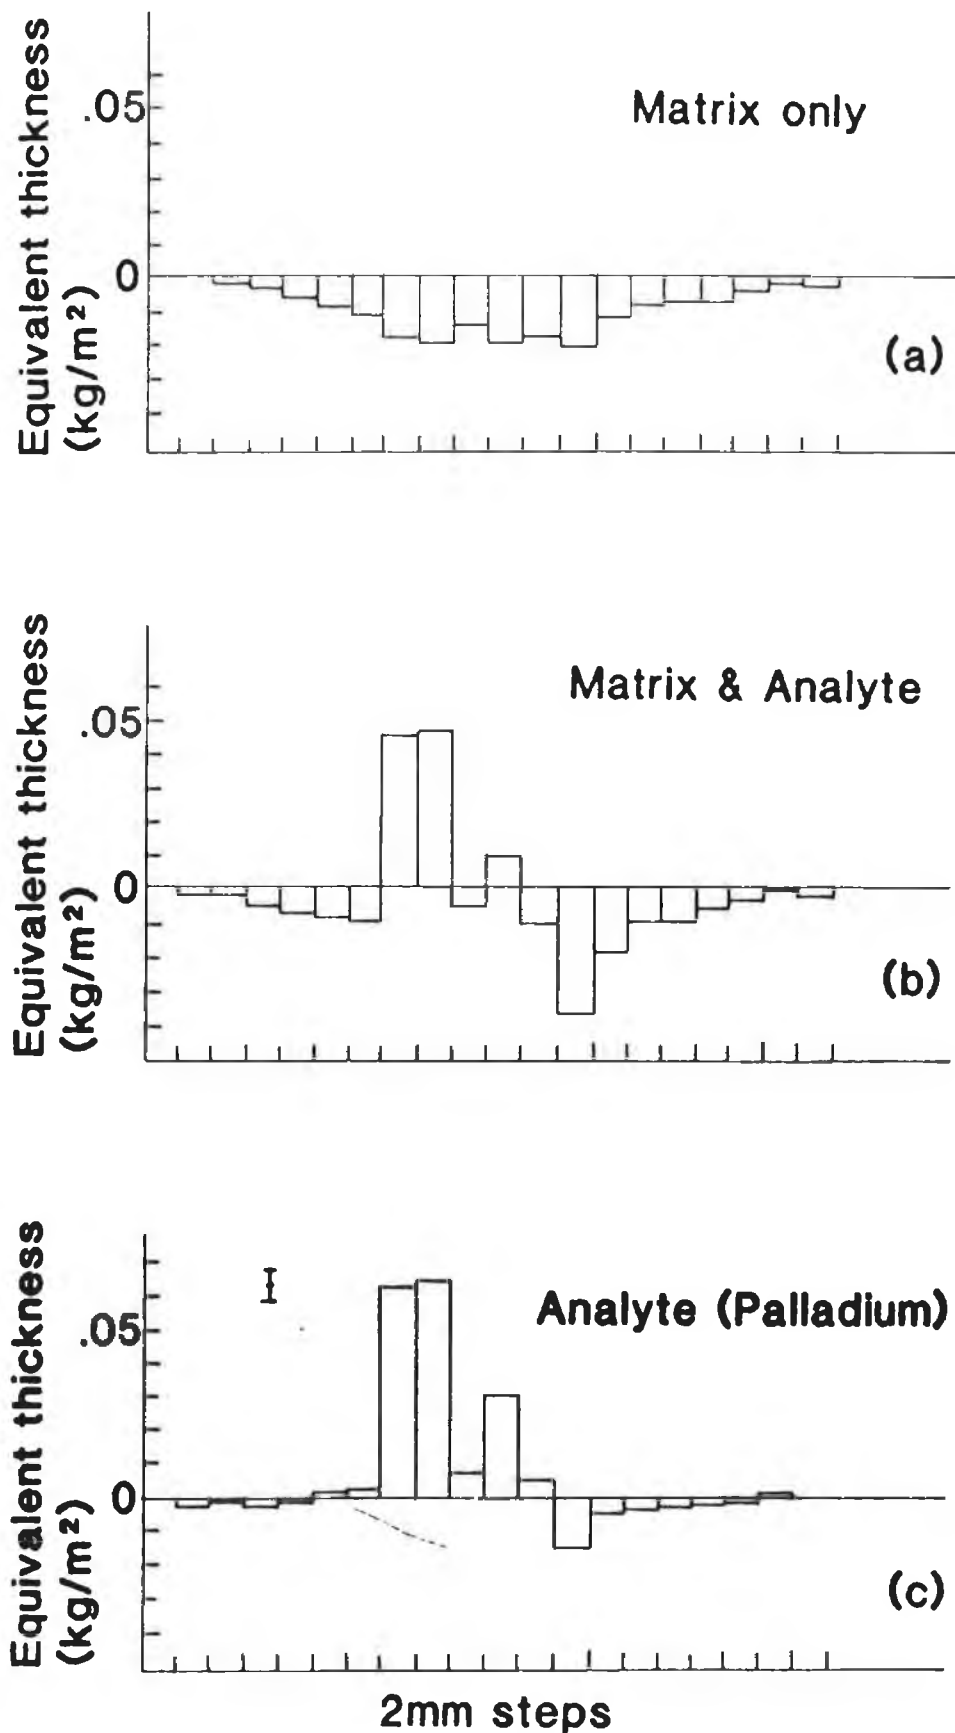 Equivalent thickness
(kg/m²)
.05
0
Matrix only
(a)
Equivalent thickness
(kg/m²)
.05
0
Matrix & Analyte
(b)
Equivalent thickness
(kg/m²)
.05
0
Analyte (Palladium)
(c)
2mm steps